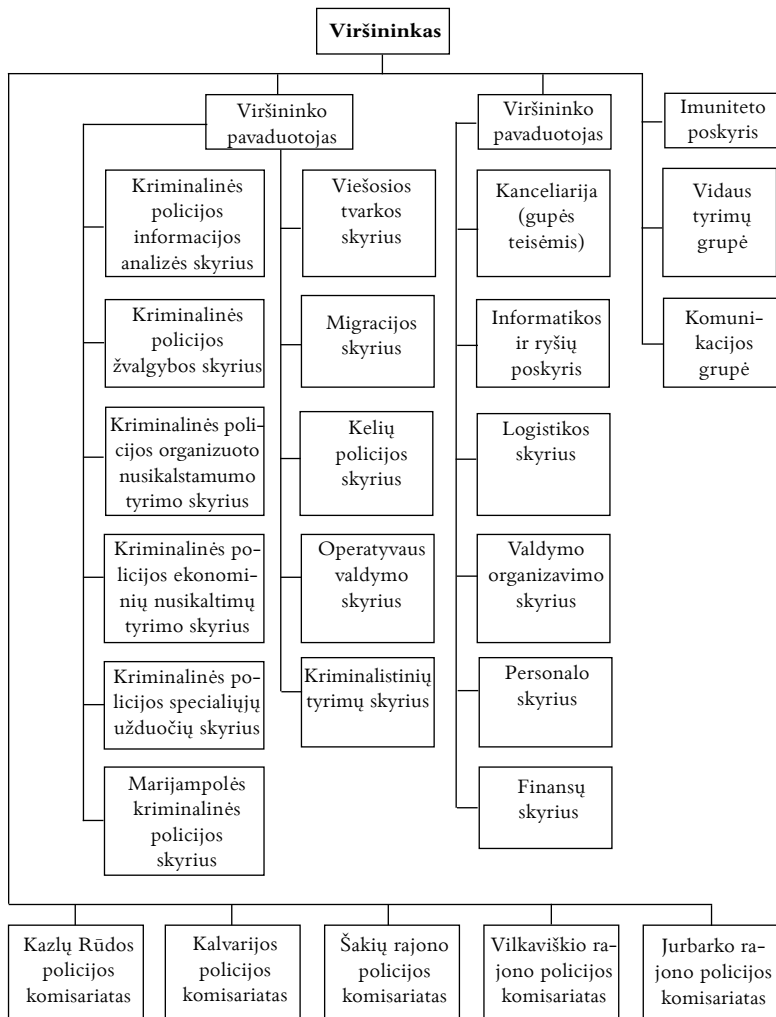 Viršininkas
Viršininko
pavaduotojas
Kriminalinės
policijos
informacijos
analizės skyrius
Kriminalinės
policijos
žvalgybos skyrius
Kriminalinės poli-
cijos organizuoto
nusikalstamumo
tyrimo skyrius
Kriminalinės po-
licijos ekonomi-
nių nusikaltimų
tyrimo skyrius
Kriminalinės po-
licijos specialiųjų
užduočių skyrius
Marijampolės
kriminalinės
policijos
skyrius
Viešosios
tvarkos
skyrius
Migracijos
skyrius
Kelių
policijos
skyrius
Operatyvaus
valdymo
skyrius
Kriminalistinių
tyrimų skyrius
Viršininko
pavaduotojas
Kanceliarija
(gupės
teisėmis)
Informatikos
ir ryšių
poskyris
Logistikos
skyrius
Valdymo
organizavimo
skyrius
Personalo
skyrius
Finansų
skyrius
Imuniteto
poskyris
Vidaus
tyrimų
grupė
Komuni-
kacijos
grupė
Kazlų Rūdos
policijos
komisariatas
Kalvarijos
policijos
komisariatas
Šakių rajono
policijos
komisariatas
Vilkaviškio ra-
jono policijos
komisariatas
Jurbarko ra-
jono policijos
komisariatas